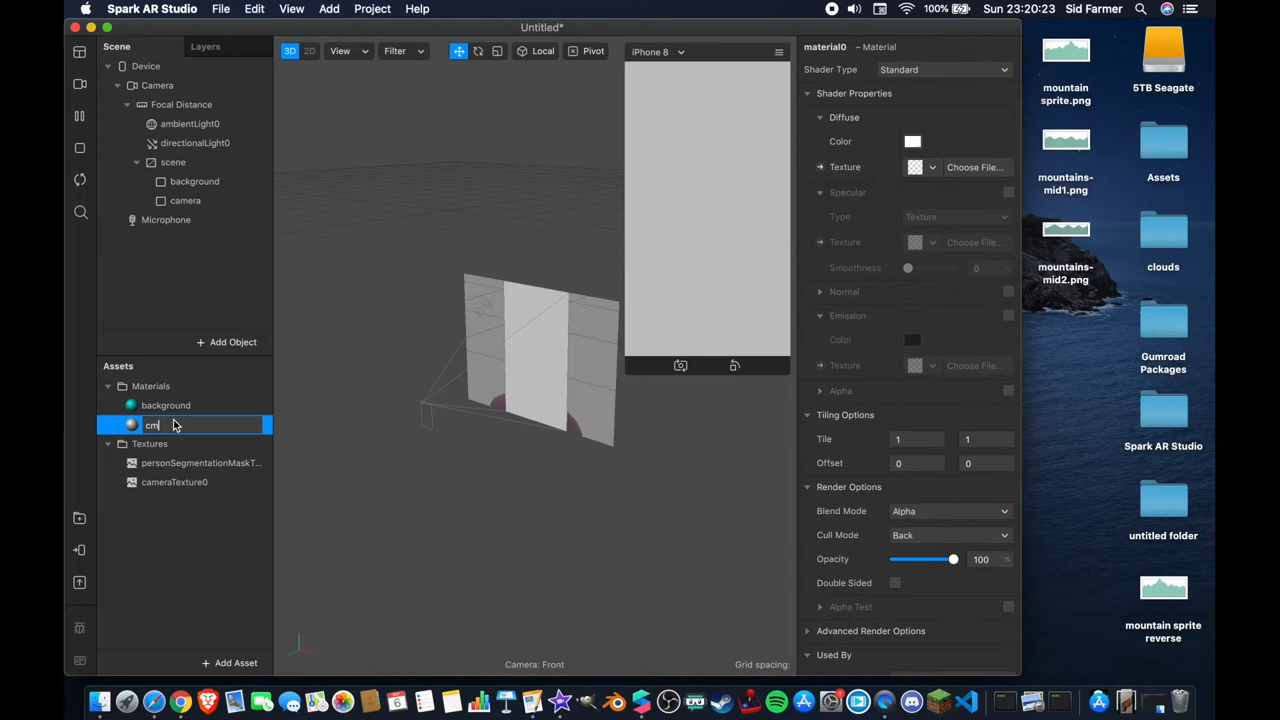 Spark AR Studio File Edit View Add Project Help 100% Sun 20:20:23 Sid Farmer
Untitled*
Scene Layers
Device
Camera
Focal Distance
ambientLight0
directionalLight0
scene
background
camera
Microphone
+ Add Object
Assets
Materials
background
cm
Textures
personSegmentationMaskT...
cameraTexture0
+ Add Asset
3D 2D View Filter Local Pivot
iPhone 8
Camera: Front Grid spacing:
material0 – Material
Shader Type Standard
Shader Properties
Diffuse
Color
Texture Choose File...
Specular
Type Texture
Texture Choose File...
Smoothness 0 %
Normal
Emission
Color
Texture Choose File...
Alpha
Tiling Options
Tile 1 1
Offset 0 0
Render Options
Blend Mode Alpha
Cull Mode Back
Opacity 100 %
Double Sided
Alpha Test
Advanced Render Options
Used By
mountain
sprite.png
5TB Seagate
mountains-
mid1.png
Assets
mountains-
mid2.png
clouds
Gumroad
Packages
Spark AR Studio
untitled folder
mountain sprite
reverse
6